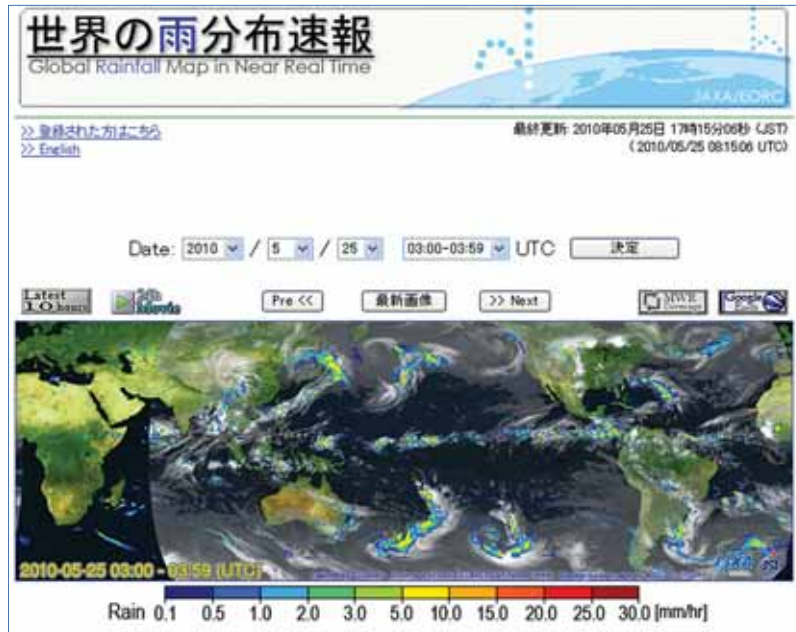 世界の雨分布速報
Global Rainfall Map in Near Real Time
JAXA/EORC
>> 登録された方はこちら
>> English
最終更新: 2010年05月25日 17時15分06秒 (JST)
( 2010/05/25 08:15:06 UTC)
Date: 2010 / 5 / 25 03:00-03:59 UTC 決定
Latest 24h
10 hours Movie Pre << 最新画像 >> Next MWR Coverage Google
2010-05-25 03:00 - 03:59 (UTC)
Rain 0.1 0.5 1.0 2.0 3.0 5.0 10.0 15.0 20.0 25.0 30.0 [mm/hr]